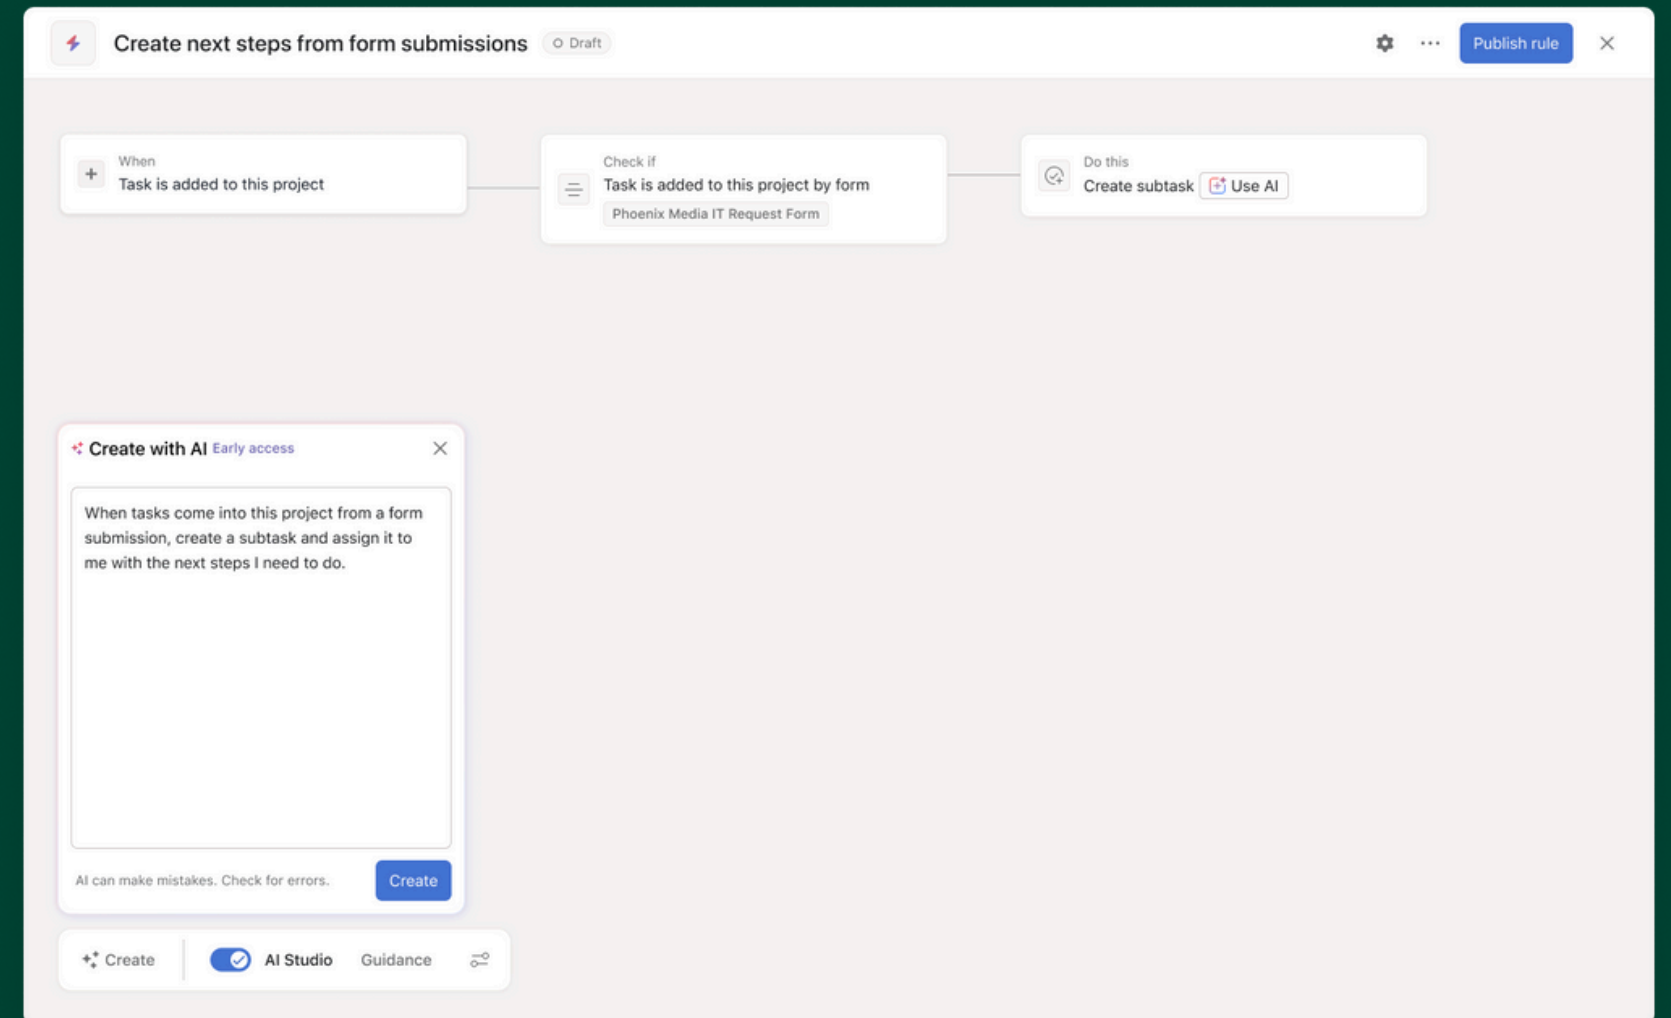 Create next steps from form submissions
Draft
Publish rule
When
Task is added to this project
Check if
Task is added to this project by form
Phoenix Media IT Request Form
Do this
Create subtask Use AI
Create with AI Early access
When tasks come into this project from a form
submission, create a subtask and assign it to
me with the next steps I need to do.
AI can make mistakes. Check for errors.
Create
Create
AI Studio
Guidance